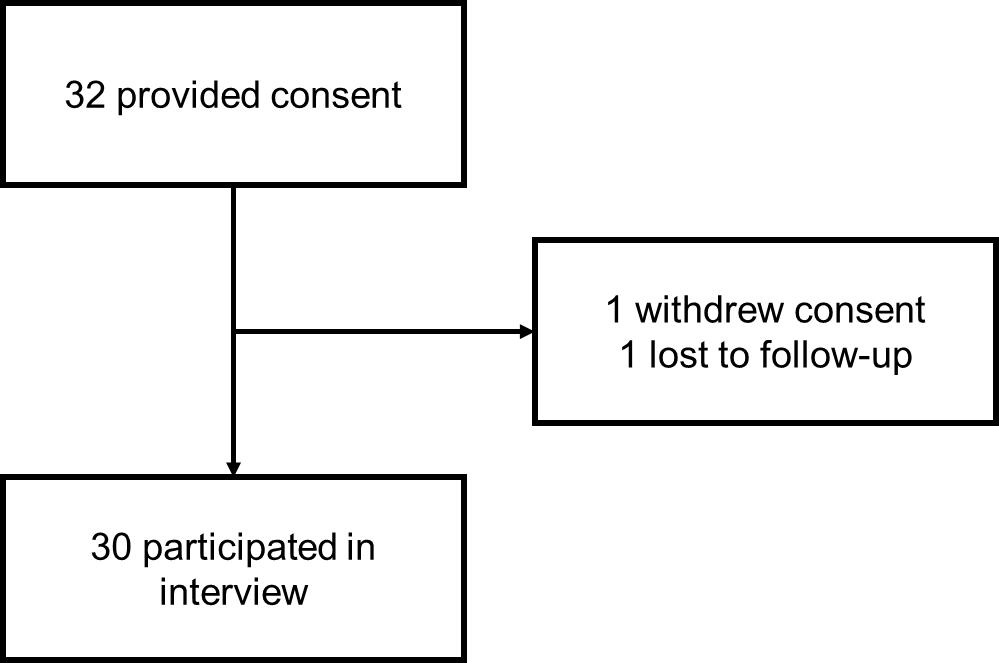 32 provided consent
1 withdrew consent
1 lost to follow-up
30 participated in
interview